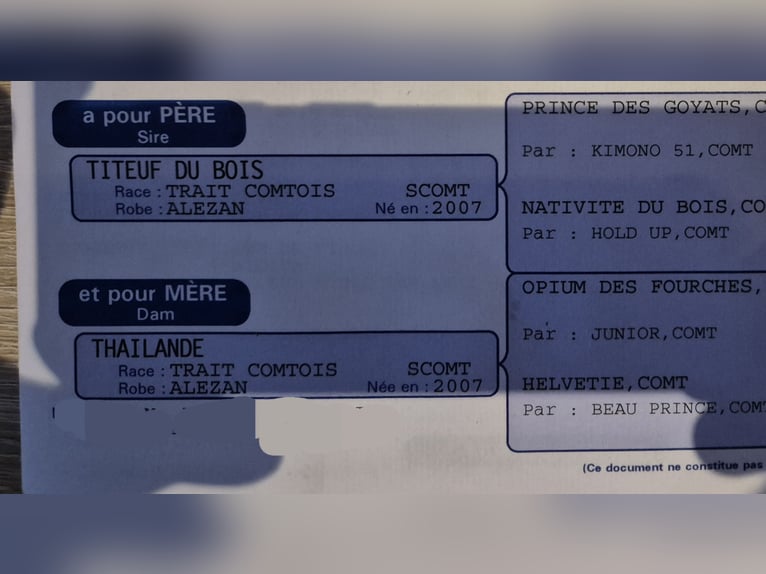 a pour PÈRE
Sire
TITEUF DU BOIS
Race : TRAIT COMTOIS SCOMT
Robe : ALEZAN Né en : 2007
PRINCE DES GOYATS,C
Par : KIMONO 51,COMT
NATIVITE DU BOIS,CO
Par : HOLD UP,COMT
et pour MÈRE
Dam
THAILANDE
Race : TRAIT COMTOIS SCOMT
Robe : ALEZAN Née en : 2007
OPIUM DES FOURCHES,
Par : JUNIOR,COMT
HELVETIE,COMT
Par : BEAU PRINCE,COM
(Ce document ne constitue pas